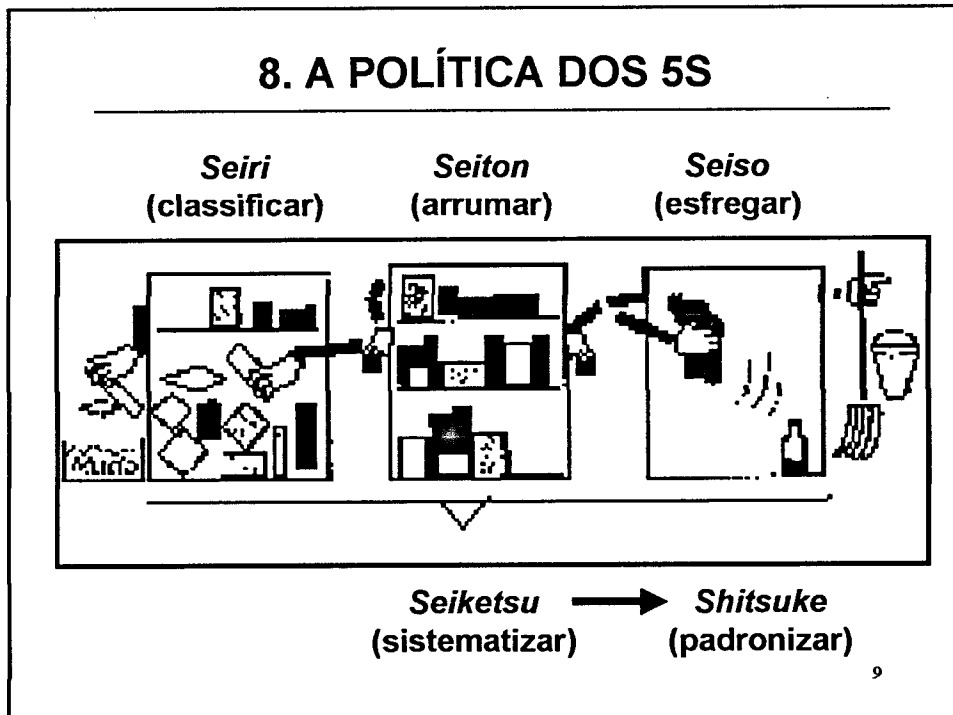 8. A POLÍTICA DOS 5S
Seiri Seiton Seiso
(classificar) (arrumar) (esfregar)
Seiketsu Shitsuke
(sistematizar) (padronizar)
9